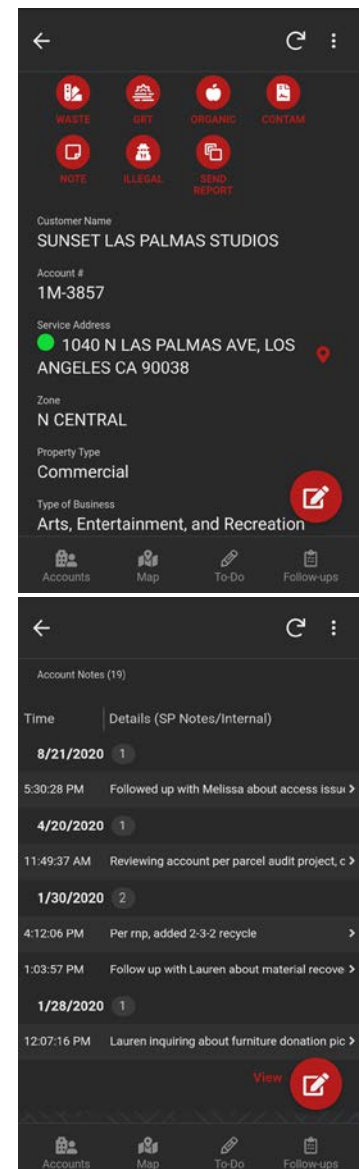 WASTE GRT ORGANIC CONTAM
NOTE ILLEGAL SEND
REPORT
Customer Name
SUNSET LAS PALMAS STUDIOS
Account #
1M-3857
Service Address
1040 N LAS PALMAS AVE, LOS
ANGELES CA 90038
Zone
N CENTRAL
Property Type
Commercial
Type of Business
Arts, Entertainment, and Recreation
Accounts Map To-Do Follow-ups
Account Notes (19)
Time Details (SP Notes/Internal)
8/21/2020 1
5:30:28 PM Followed up with Melissa about access issu
4/20/2020 1
11:49:37 AM Reviewing account per parcel audit project, c
1/30/2020 2
4:12:06 PM Per rnp, added 2-3-2 recycle
1:03:57 PM Follow up with Lauren about material recove
1/28/2020 1
12:07:16 PM Lauren inquiring about furniture donation pic
View
Accounts Map To-Do Follow-ups